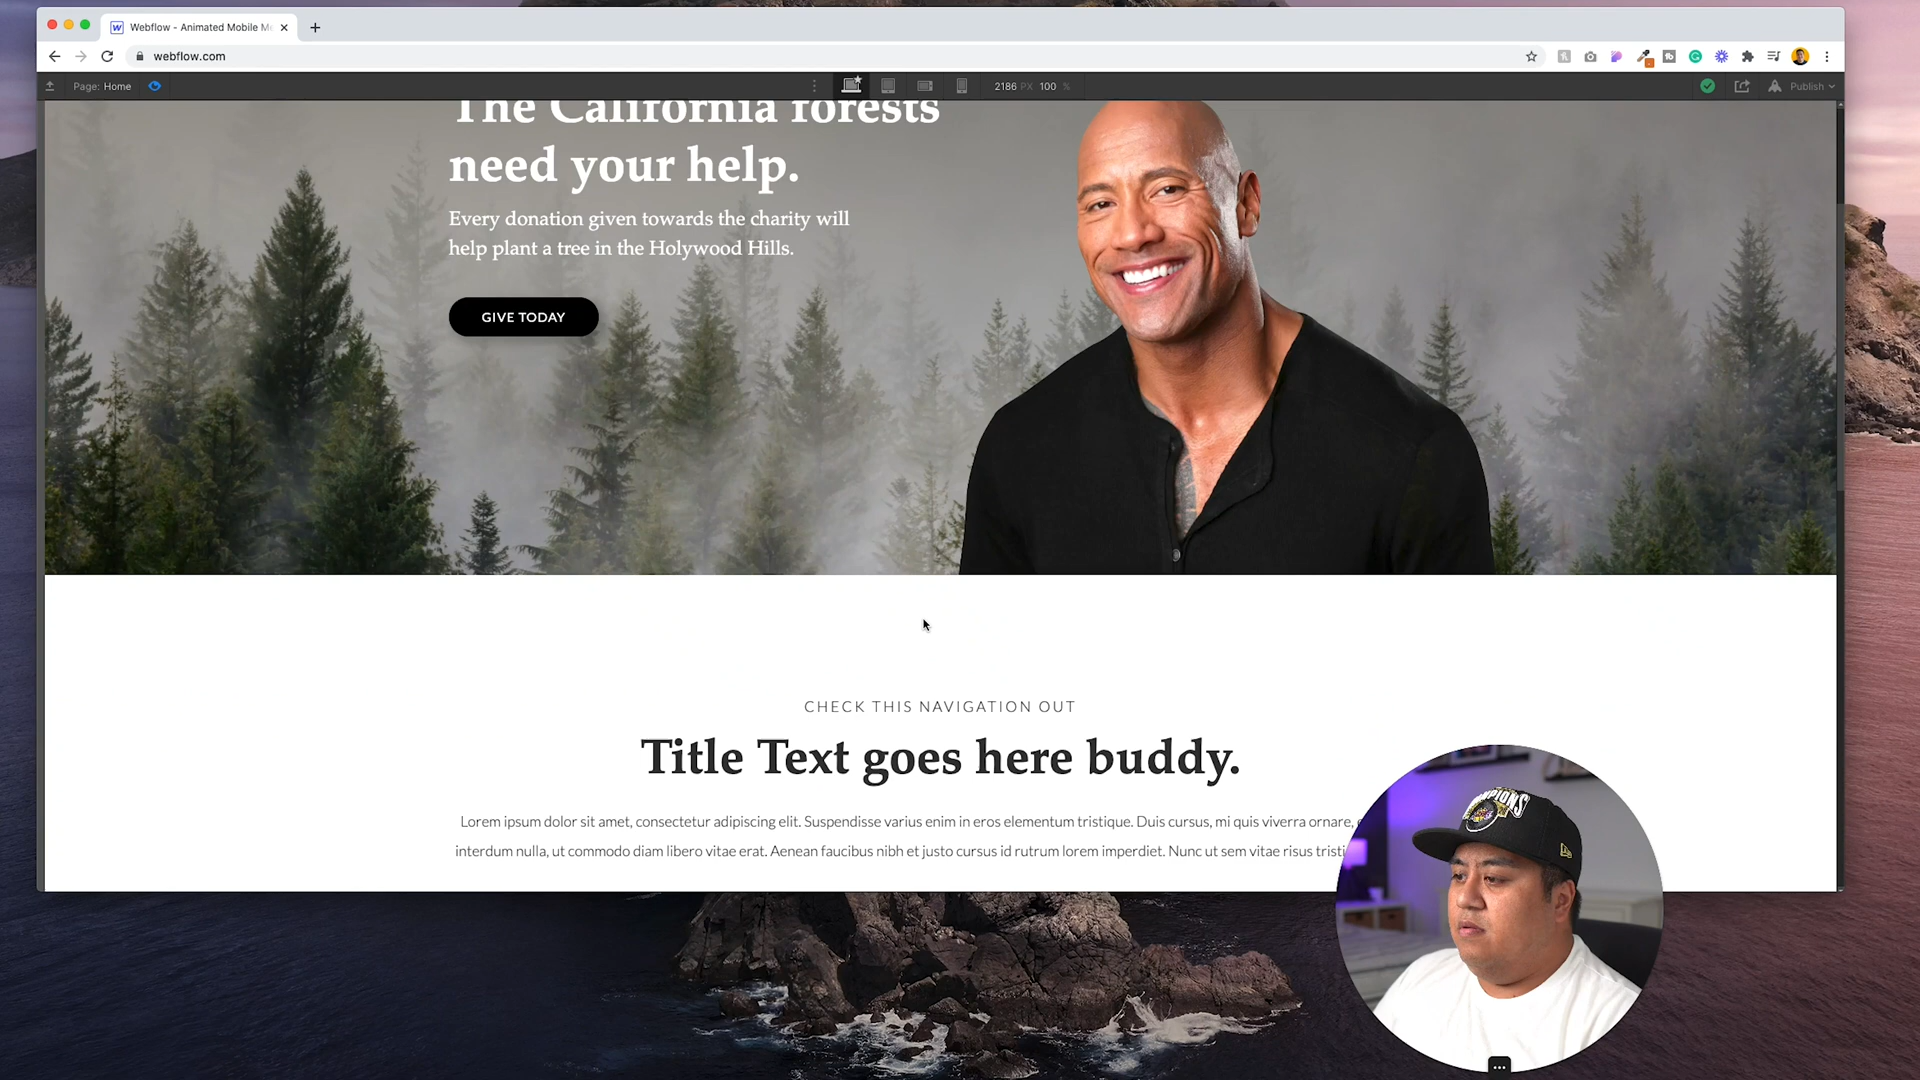 Webflow - Animated Mobile Me
webflow.com
Page: Home
2186 PX 100 %
Publish
The California forests
need your help.
Every donation given towards the charity will
help plant a tree in the Holywood Hills.
GIVE TODAY
CHECK THIS NAVIGATION OUT
Title Text goes here buddy.
Lorem ipsum dolor sit amet, consectetur adipiscing elit. Suspendisse varius enim in eros elementum tristique. Duis cursus, mi quis viverra ornare,
interdum nulla, ut commodo diam libero vitae erat. Aenean faucibus nibh et justo cursus id rutrum lorem imperdiet. Nunc ut sem vitae risus tristi